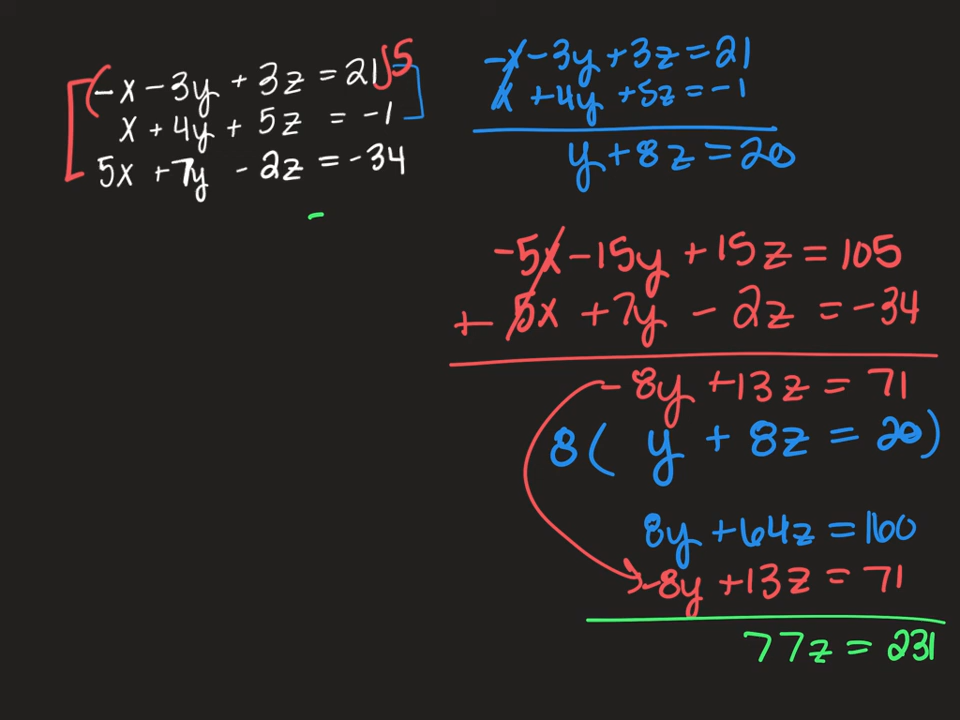 (-x - 3y + 3z = 21)5
x + 4y + 5z = -1
5x + 7y - 2z = -34
-
-x - 3y + 3z = 21
x + 4y + 5z = -1
y + 8z = 20
-5x - 15y + 15z = 105
+ 5x + 7y - 2z = -34
-8y + 13z = 71
8( y + 8z = 20)
8y + 64z = 160
-8y + 13z = 71
77z = 231